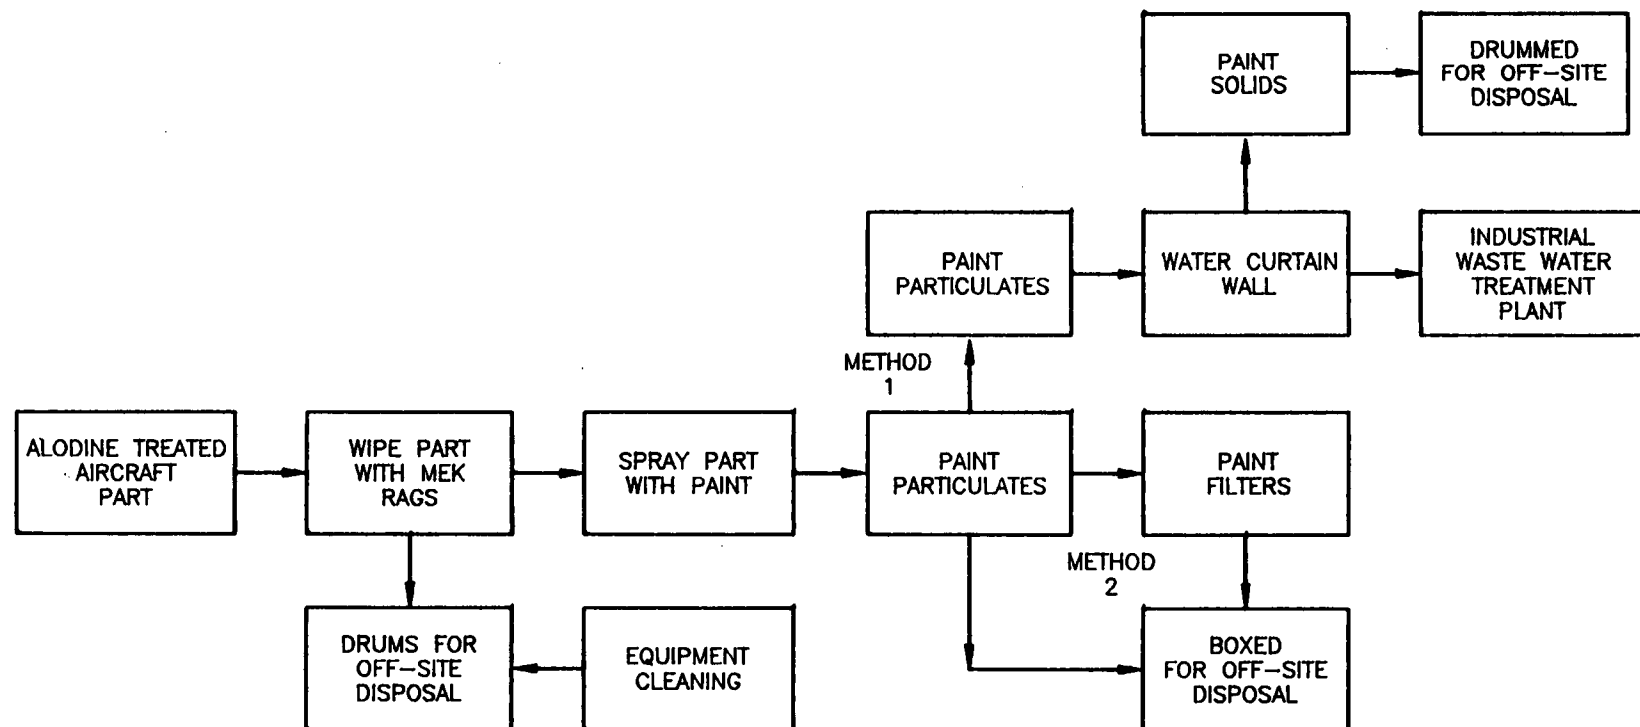 PAINT
SOLIDS
DRUMMED
FOR OFF-SITE
DISPOSAL
PAINT
PARTICULATES
WATER CURTAIN
WALL
INDUSTRIAL
WASTE WATER
TREATMENT
PLANT
METHOD
1
ALODINE TREATED
AIRCRAFT
PART
WIPE PART
WITH MEK
RAGS
SPRAY PART
WITH PAINT
PAINT
PARTICULATES
PAINT
FILTERS
METHOD
2
DRUMS FOR
OFF-SITE
DISPOSAL
EQUIPMENT
CLEANING
BOXED
FOR OFF-SITE
DISPOSAL